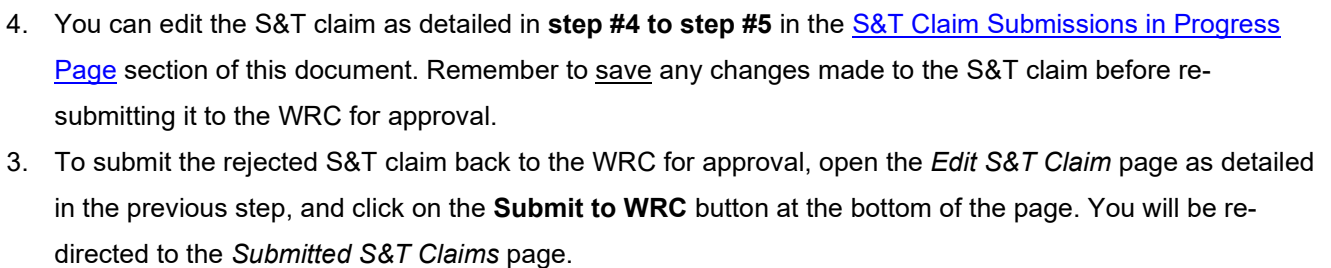 4. You can edit the S&T claim as detailed in step #4 to step #5 in the S&T Claim Submissions in Progress
Page section of this document. Remember to save any changes made to the S&T claim before re-
submitting it to the WRC for approval.
3. To submit the rejected S&T claim back to the WRC for approval, open the Edit S&T Claim page as detailed
in the previous step, and click on the Submit to WRC button at the bottom of the page. You will be re-
directed to the Submitted S&T Claims page.